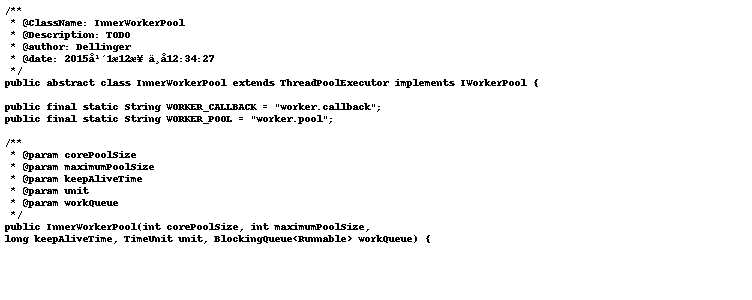 /**
 * @ClassName: InnerWorkerPool
 * @Description: TODO
 * @author: Dellinger
 * @date: 2015å¹´1æ12æ¥ ä¸å12:34:27
 */
public abstract class InnerWorkerPool extends ThreadPoolExecutor implements IWorkerPool {
public final static String WORKER_CALLBACK = "worker.callback";
public final static String WORKER_POOL = "worker.pool";
/**
 * @param corePoolSize
 * @param maximumPoolSize
 * @param keepAliveTime
 * @param unit
 * @param workQueue
 */
public InnerWorkerPool(int corePoolSize, int maximumPoolSize,
long keepAliveTime, TimeUnit unit, BlockingQueue<Runnable> workQueue) {